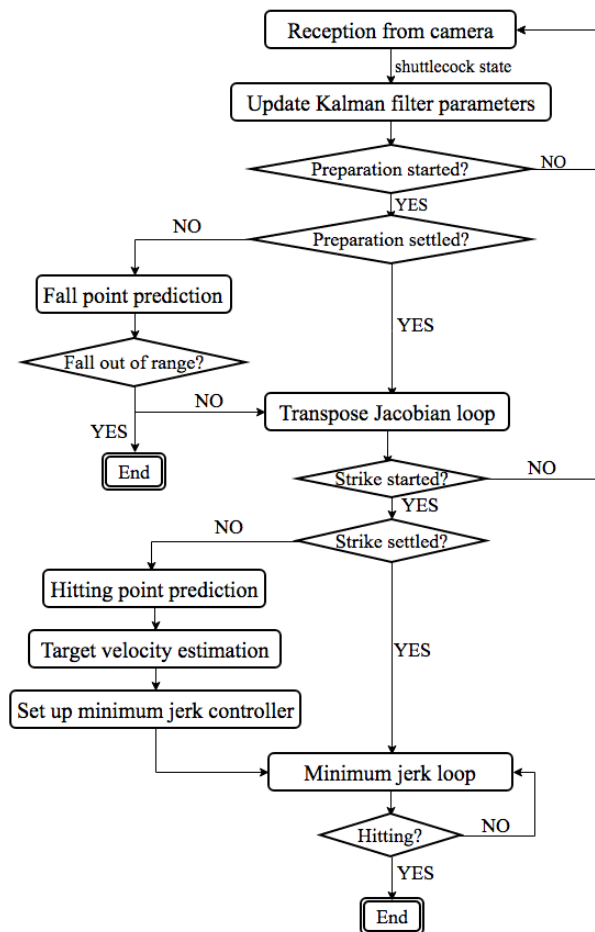 Reception from camera
shuttlecock state
Update Kalman filter parameters
Preparation started?
NO
YES
Preparation settled?
NO
Fall point prediction
YES
Fall out of range?
NO
Transpose Jacobian loop
YES
End
Strike started?
NO
YES
Strike settled?
NO
Hitting point prediction
Target velocity estimation
YES
Set up minimum jerk controller
Minimum jerk loop
Hitting?
NO
YES
End